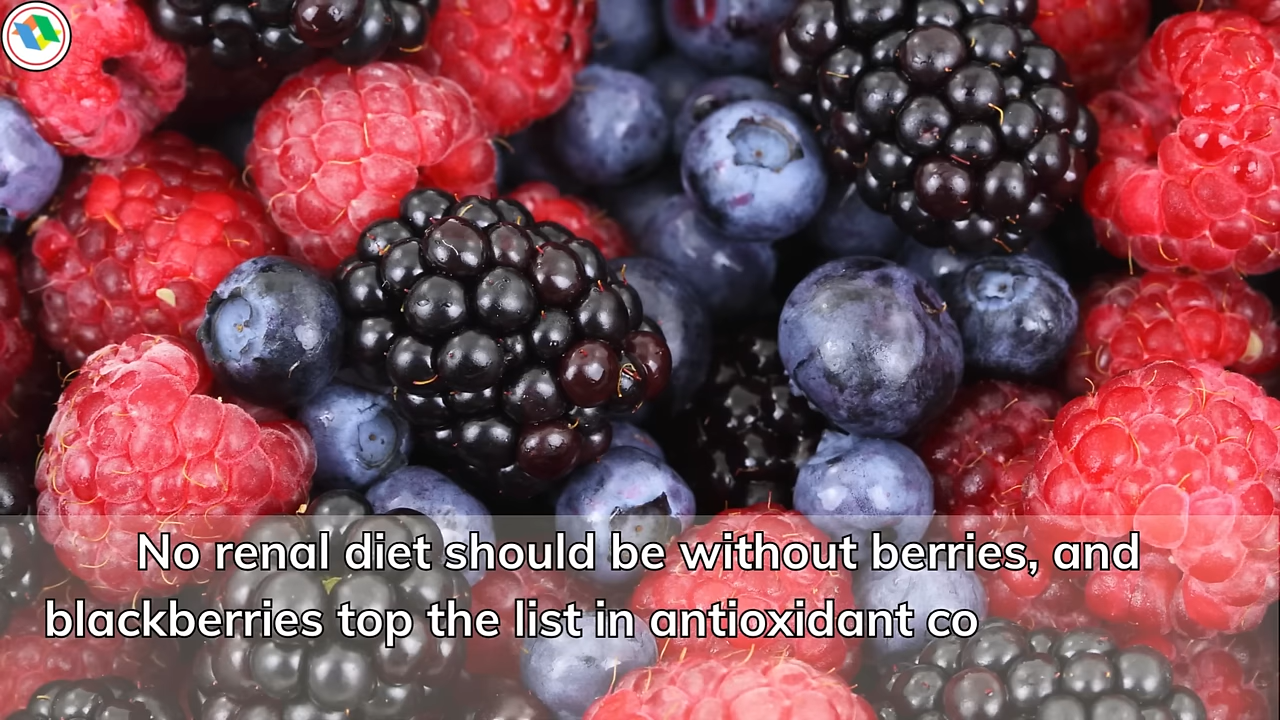 No renal diet should be without berries, and
blackberries top the list in antioxidant co